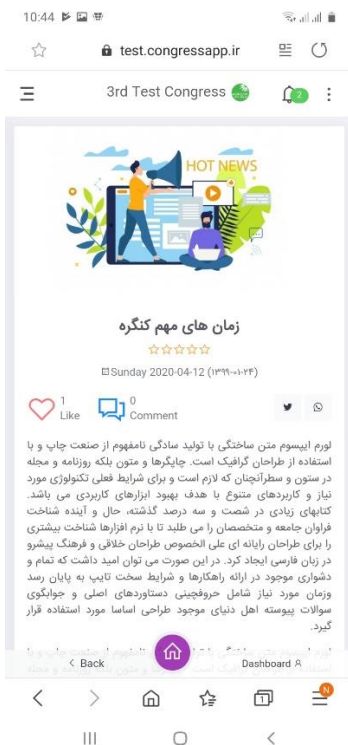 10:44
test.congressapp.ir
3rd Test Congress
2
HOT NEWS
زمان های مهم کنگره
Sunday 2020-04-12 (۱۳۹۹-۰۱-۲۴)
1
Like
0
Comment
لورم ایپسوم متن ساختگی با تولید سادگی نامفهوم از صنعت چاپ و با
استفاده از طراحان گرافیک است. چاپگرها و متون بلکه روزنامه و مجله
در ستون و سطرآنچنان که لازم است و برای شرایط فعلی تکنولوژی مورد
نیاز و کاربردهای متنوع با هدف بهبود ابزارهای کاربردی می باشد.
کتابهای زیادی در شصت و سه درصد گذشته، حال و آینده شناخت
فراوان جامعه و متخصصان را می طلبد تا با نرم افزارها شناخت بیشتری
را برای طراحان رایانه ای علی الخصوص طراحان خلاقی و فرهنگ پیشرو
در زبان فارسی ایجاد کرد. در این صورت می توان امید داشت که تمام و
دشواری موجود در ارائه راهکارها و شرایط سخت تایپ به پایان رسد
وزمان مورد نیاز شامل حروفچینی دستاوردهای اصلی و جوابگوی
سوالات پیوسته اهل دنیای موجود طراحی اساسا مورد استفاده قرار
گیرد.
Back
Dashboard
1
N